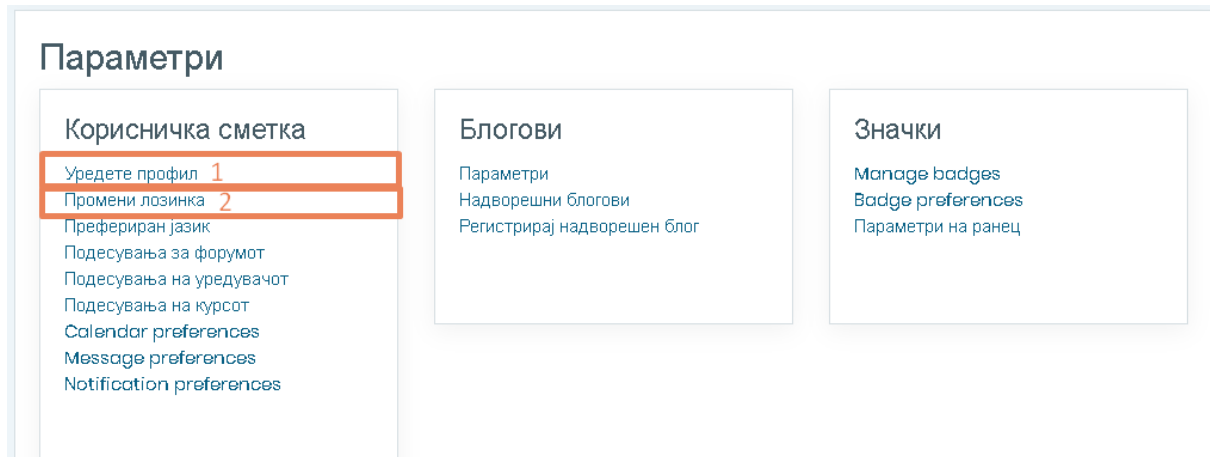 Параметри
Корисничка сметка
Уредете профил 1
Промени лозинка 2
Префериран јазик
Подесувања за форумот
Подесувања на уредувачот
Подесувања на курсот
Calendar preferences
Message preferences
Notification preferences
Блогови
Параметри
Надворешни блогови
Регистрирај надворешен блог
Значки
Manage badges
Badge preferences
Параметри на ранец